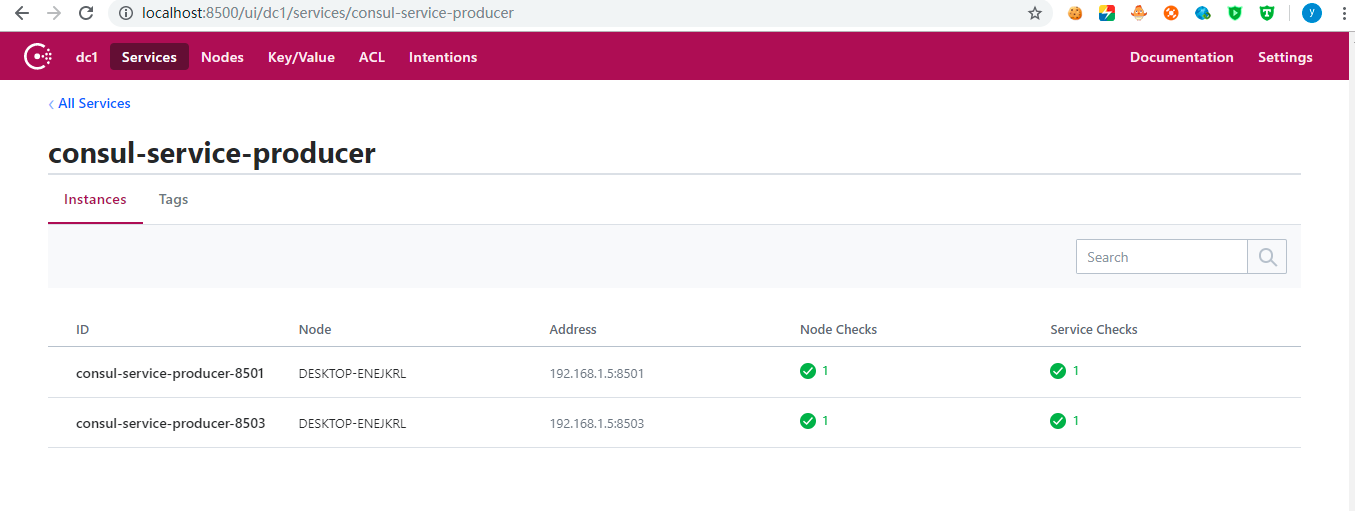 localhost:8500/ui/dc1/services/consul-service-producer
y
dc1 Services Nodes Key/Value ACL Intentions Documentation Settings
‹ All Services
consul-service-producer
Instances Tags
Search
ID Node Address Node Checks Service Checks
consul-service-producer-8501 DESKTOP-ENEJKRL 192.168.1.5:8501 1 1
consul-service-producer-8503 DESKTOP-ENEJKRL 192.168.1.5:8503 1 1